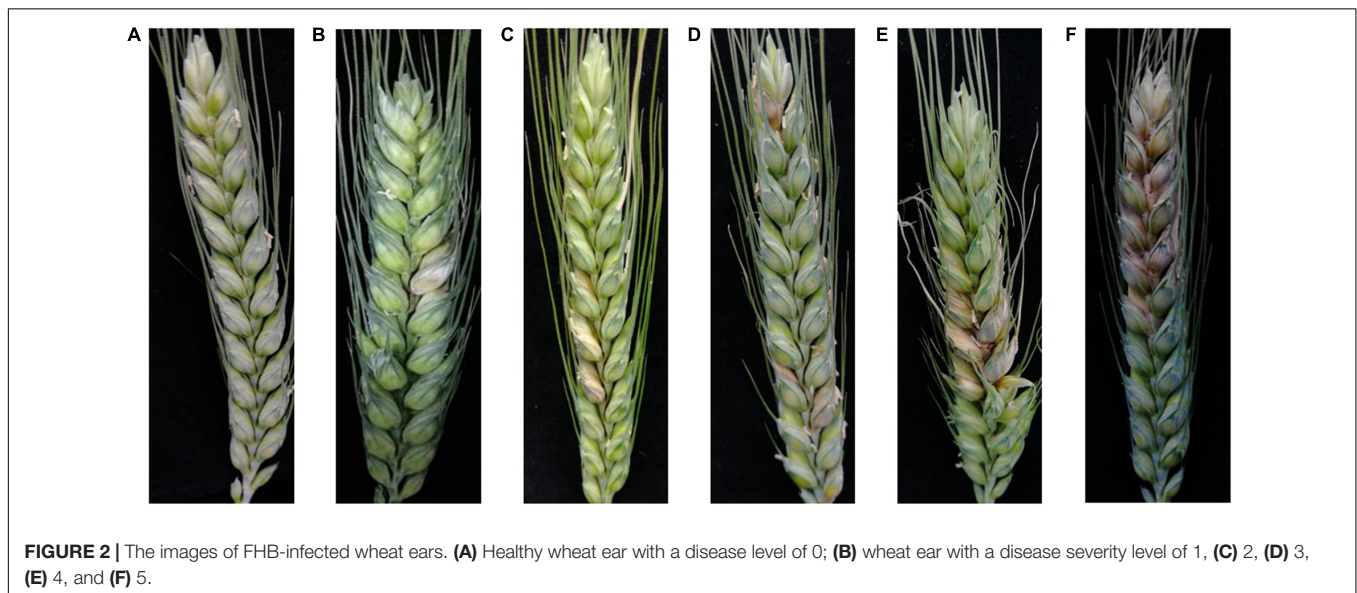 A B C D E F
FIGURE 2 | The images of FHB-infected wheat ears. (A) Healthy wheat ear with a disease level of 0; (B) wheat ear with a disease severity level of 1, (C) 2, (D) 3,
(E) 4, and (F) 5.